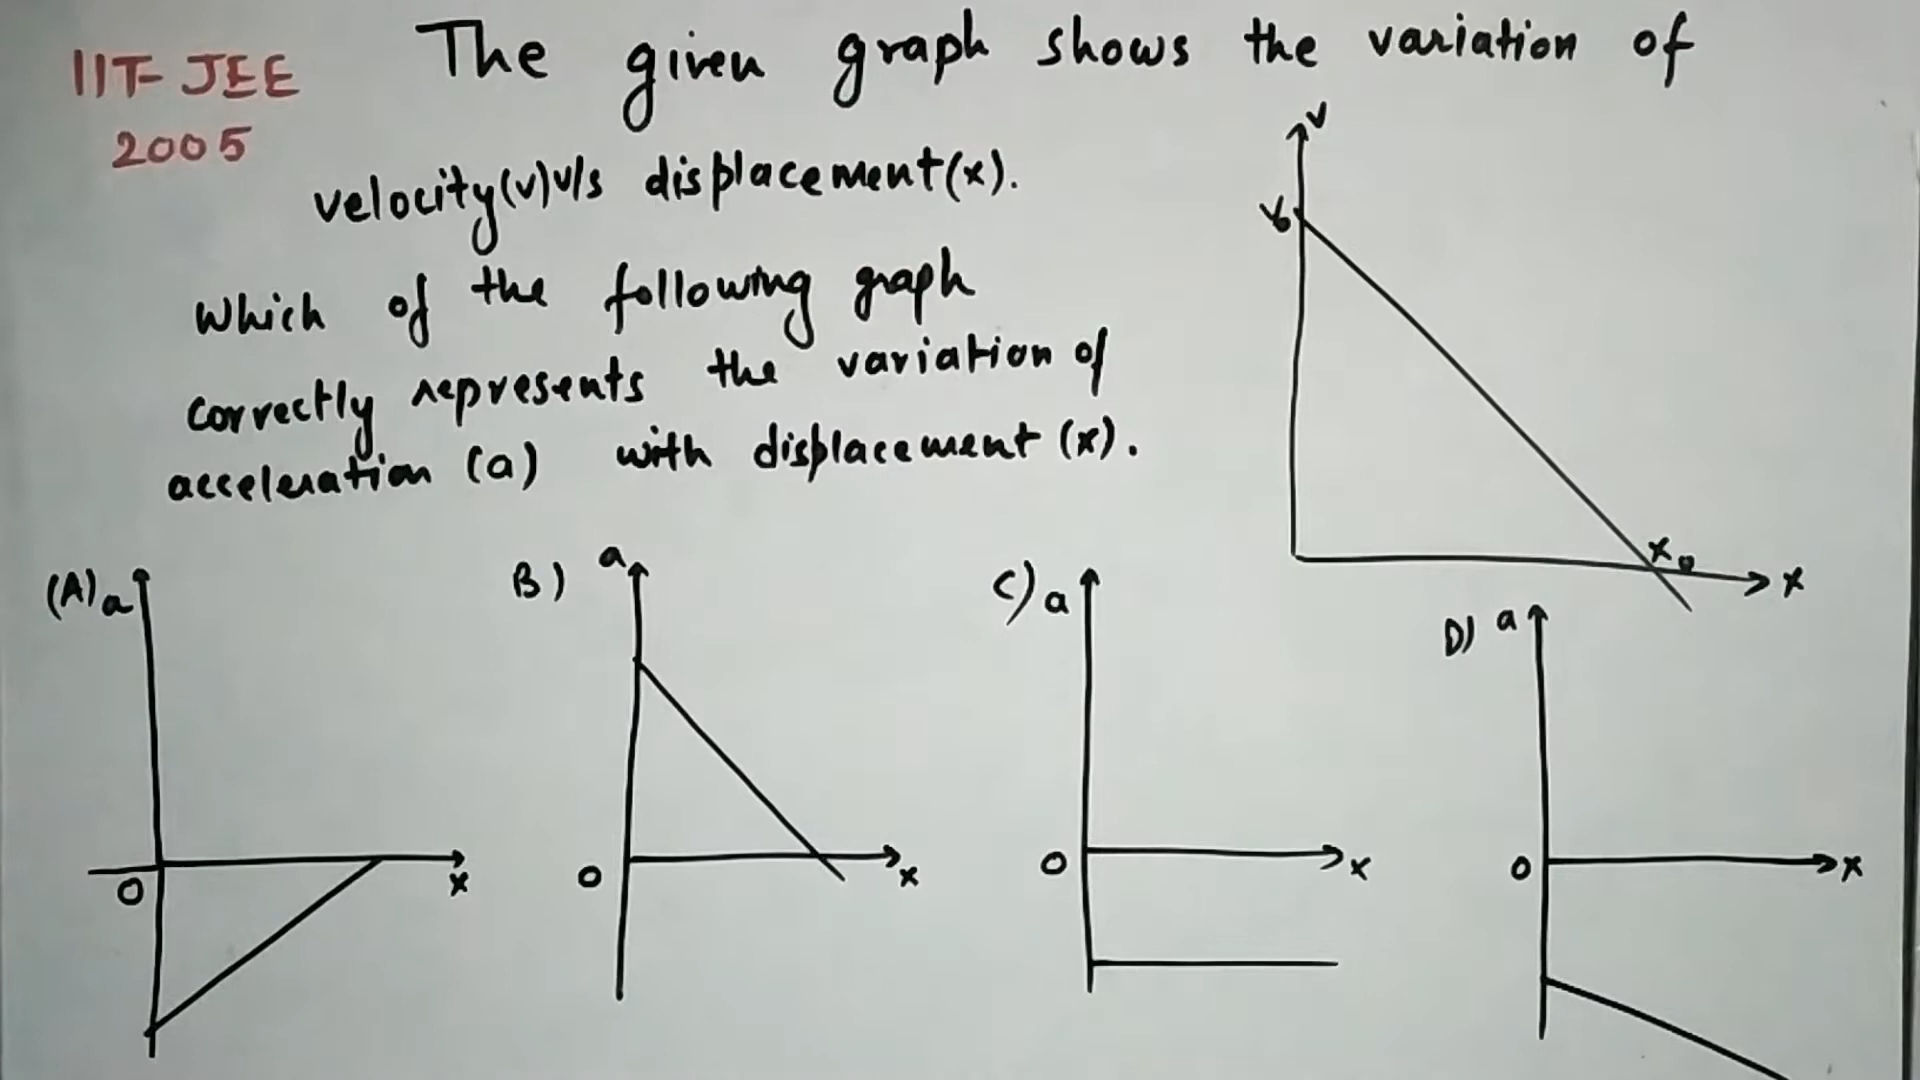 IIT-JEE
2005
The given graph shows the variation of
velocity(v)v/s displacement(x).
Which of the following graph
correctly represents the variation of
acceleration (a) with displacement (x).
v
v₀
x₀
x
(A) a
O
x
B) a
O
x
C) a
O
x
D) a
O
x